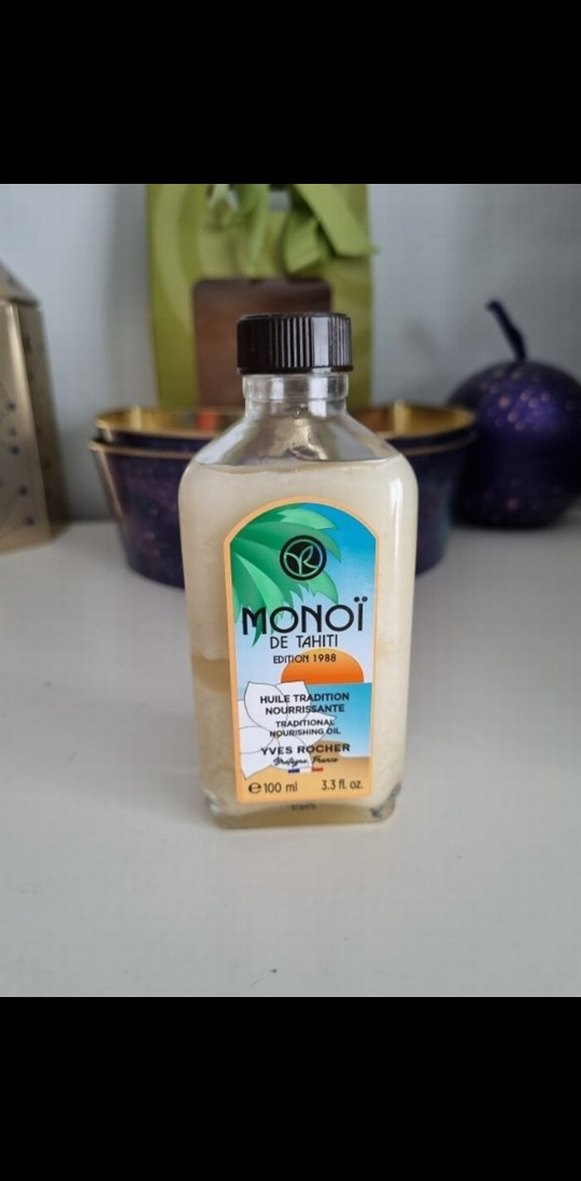 MONOÏ
DE TAHITI
EDITION 1988
HUILE TRADITION
NOURRISSANTE
TRADITIONAL
NOURISHING OIL
YVES ROCHER
Bretagne, France
℮ 100 ml 3.3 fl. oz.